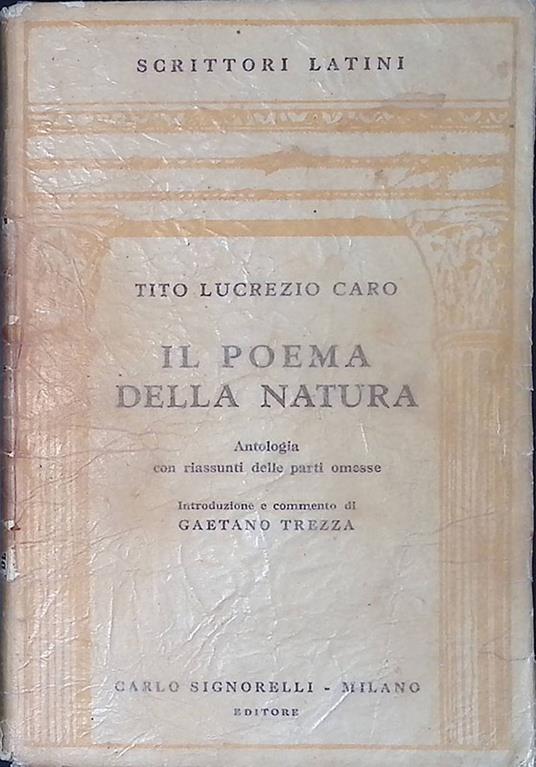 SCRITTORI LATINI
TITO LUCREZIO CARO
IL POEMA
DELLA NATURA
Antologia
con riassunti delle parti omesse
Introduzione e commento di
GAETANO TREZZA
CARLO SIGNORELLI - MILANO
EDITORE